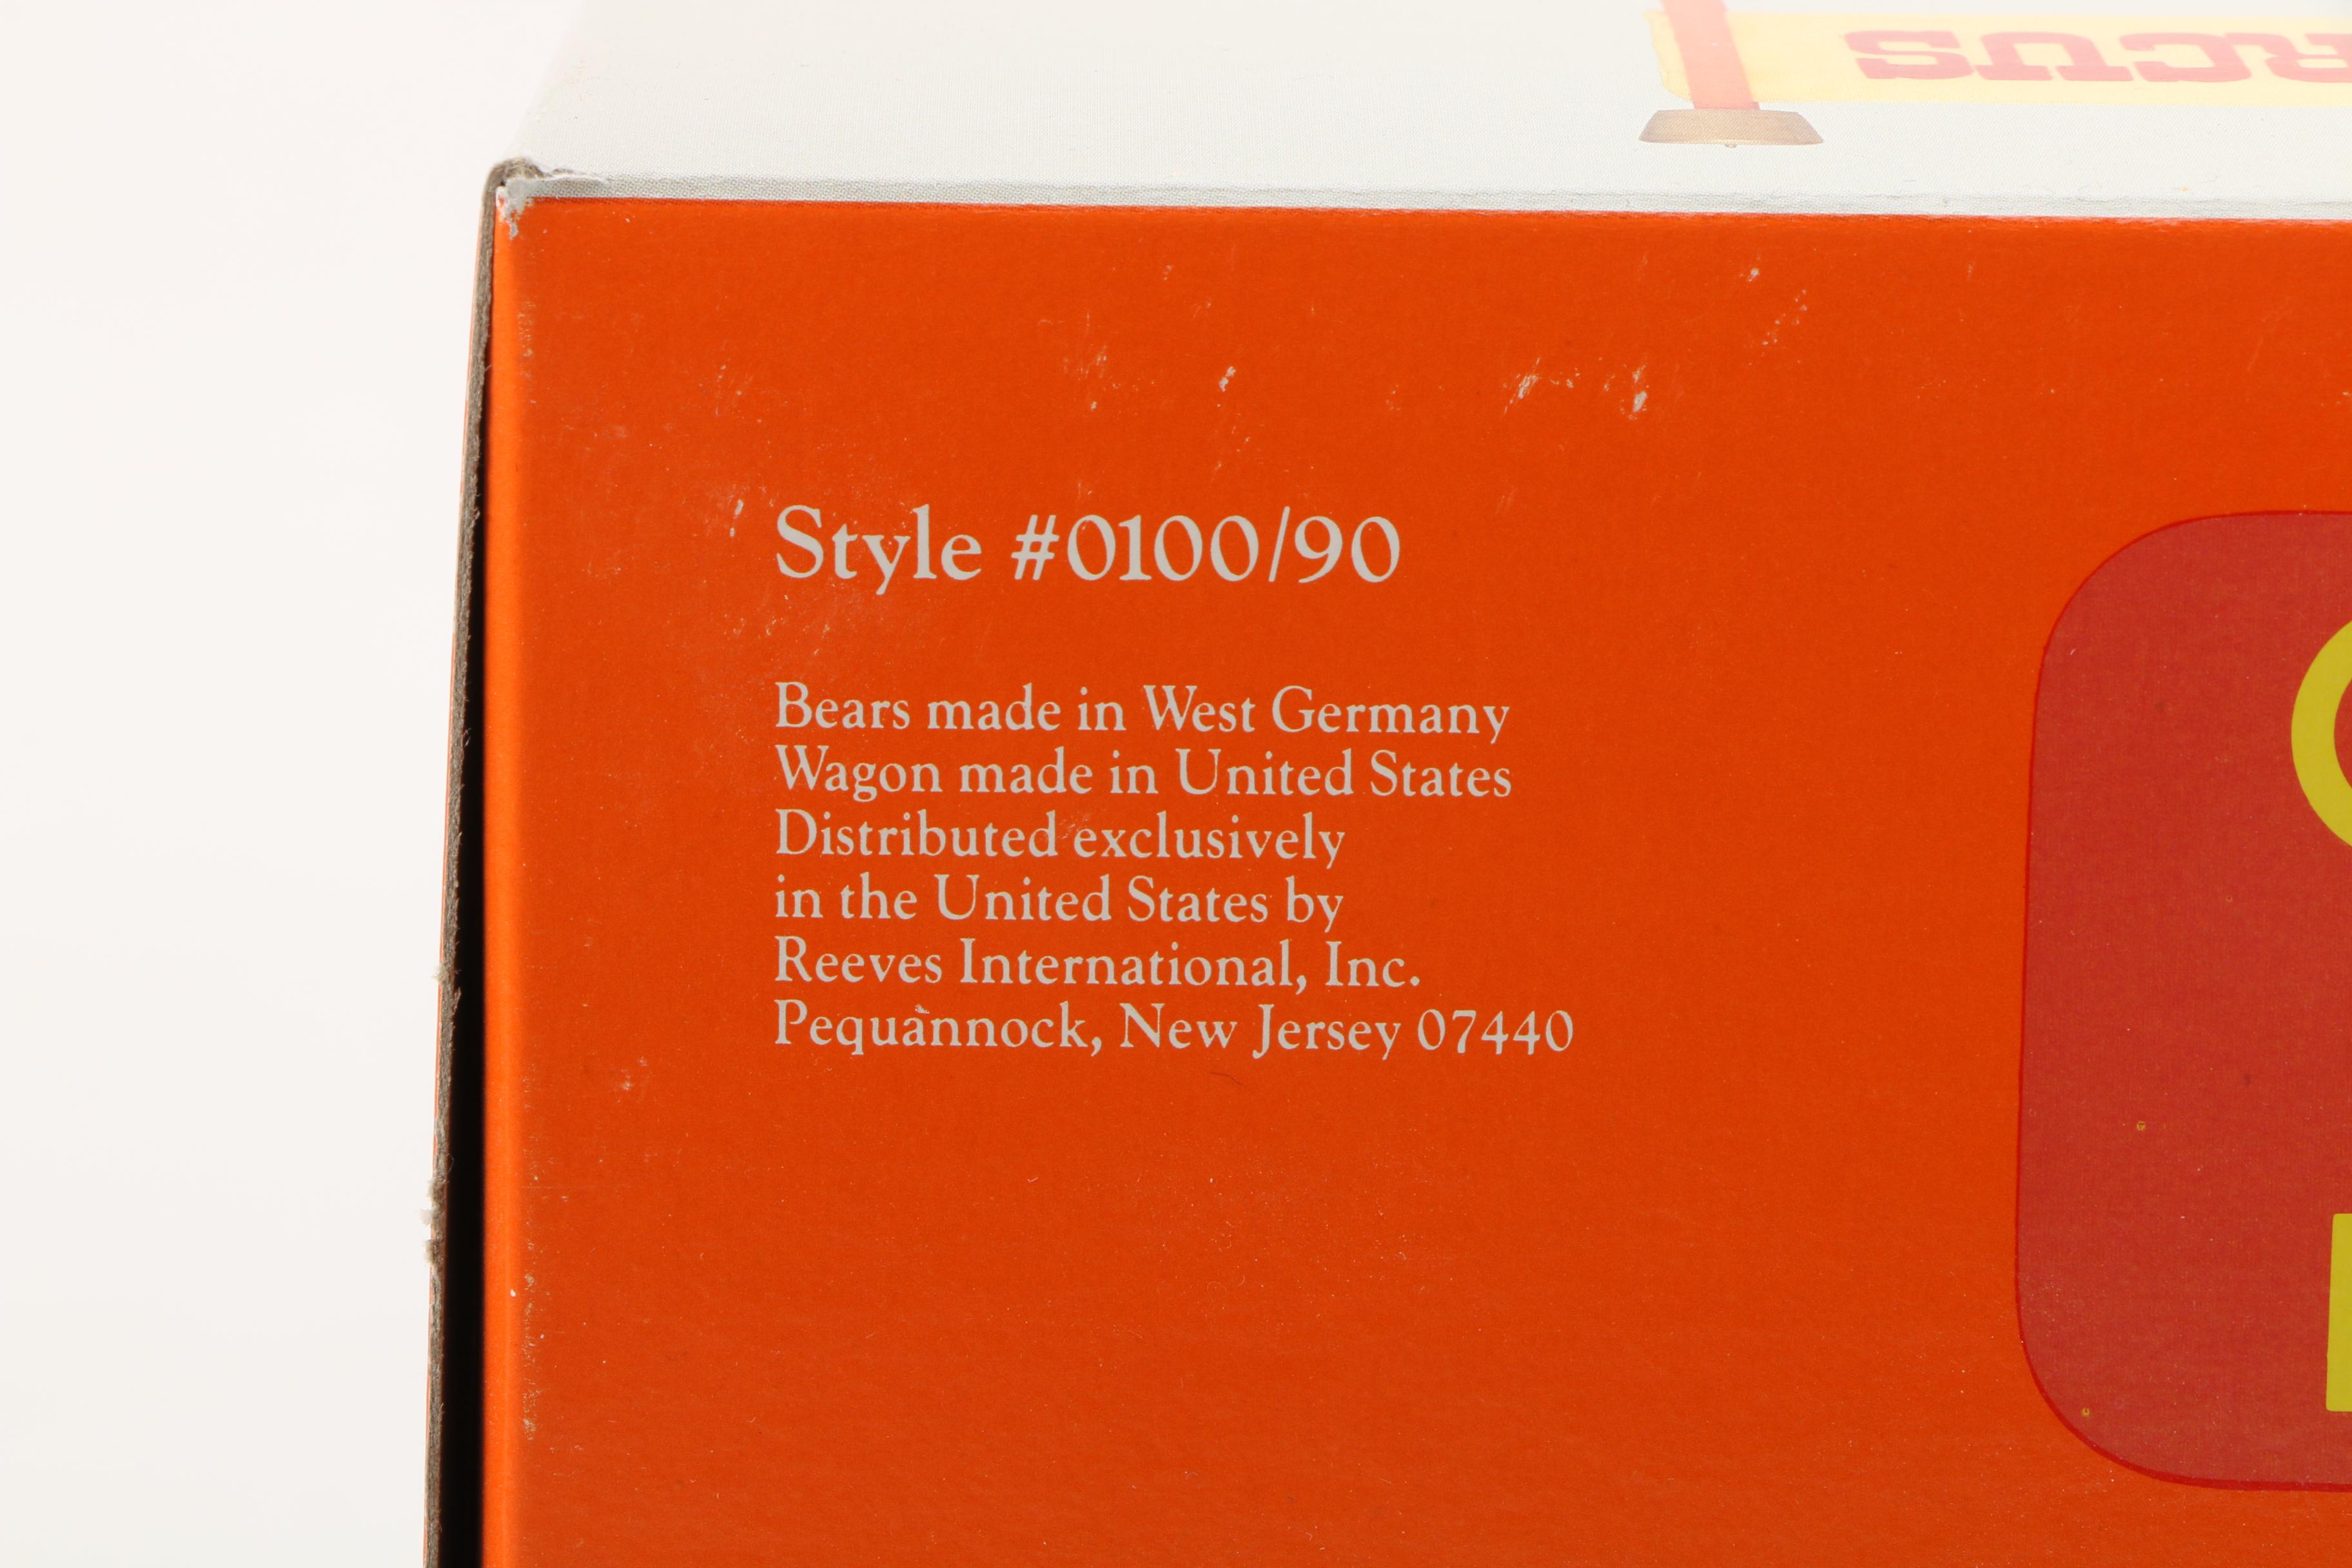 RCUS
Style #0100/90
Bears made in West Germany
Wagon made in United States
Distributed exclusively
in the United States by
Reeves International, Inc.
Pequannock, New Jersey 07440